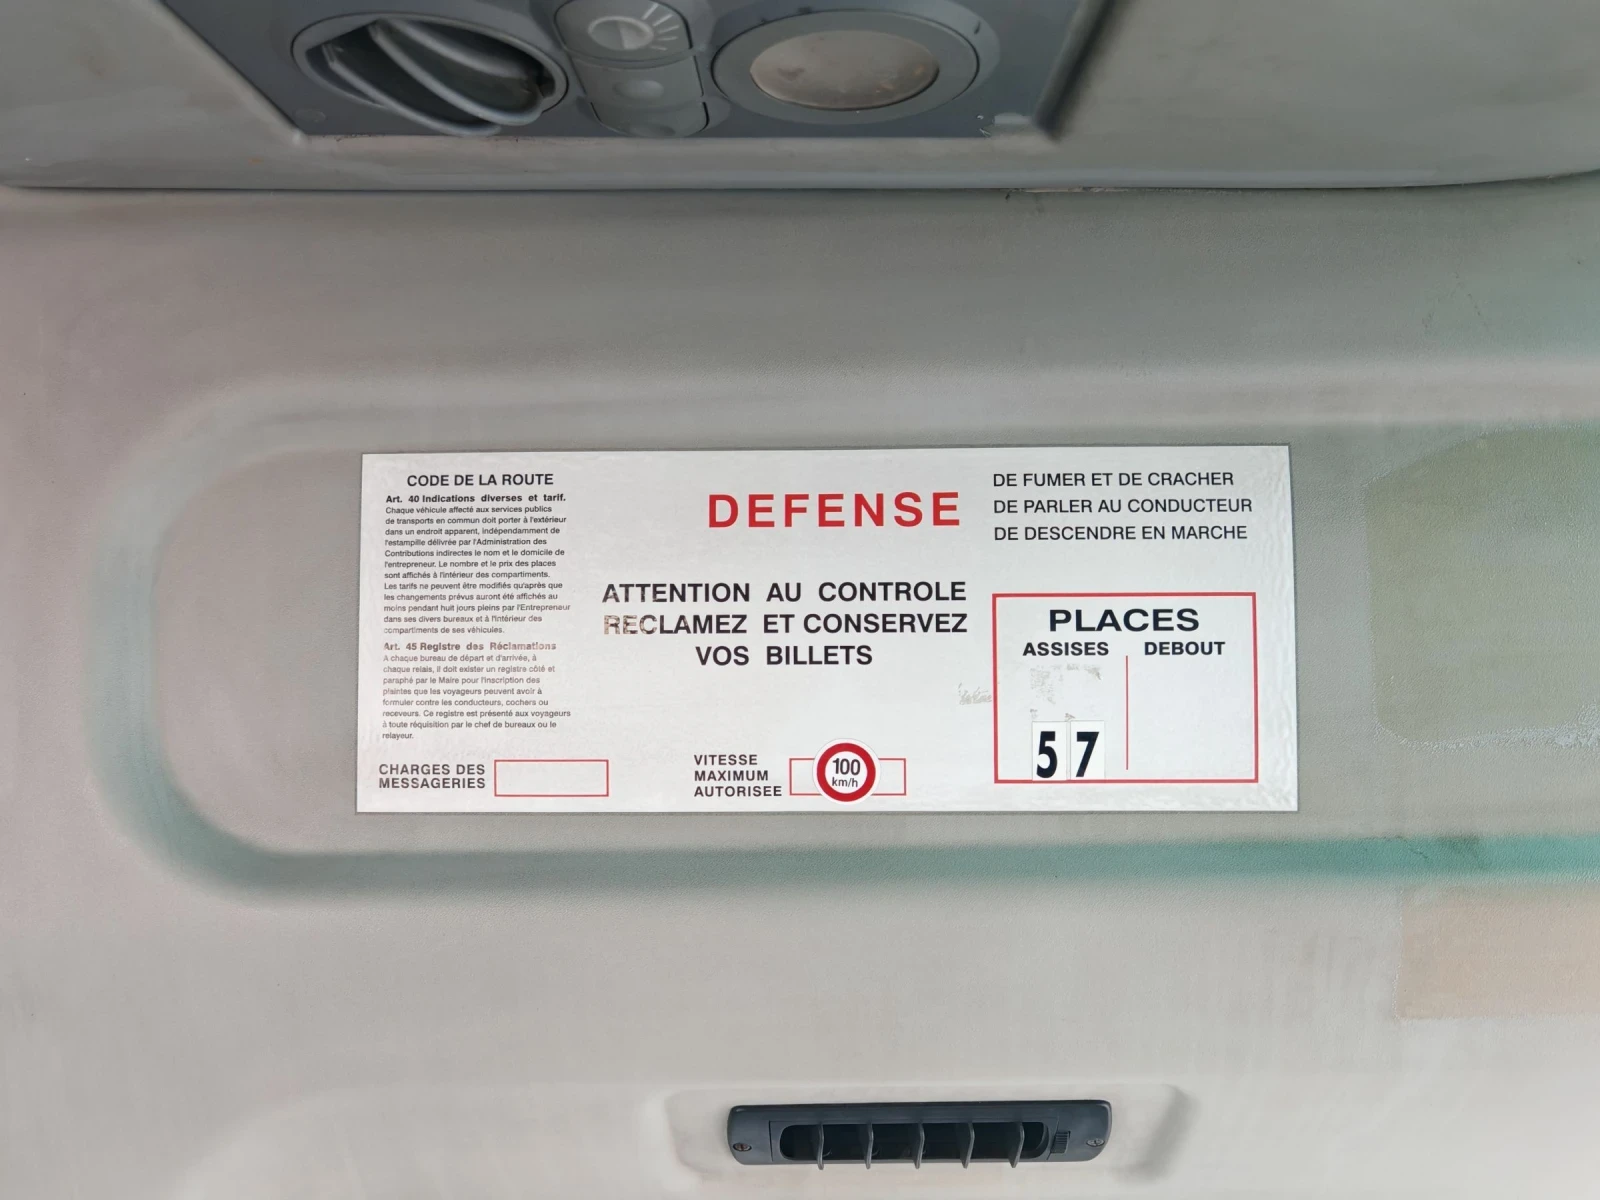 CODE DE LA ROUTE
Art. 40 Indications diverses et tarif.
Chaque véhicule affecté aux services publics
de transports en commun doit porter à l'extérieur
dans un endroit apparent, indépendamment de
l'estampille délivrée par l'Administration des
Contributions indirectes le nom et le domicile de
l'entrepreneur. Le nombre et le prix des places
sont affichés à l'intérieur des compartiments.
Les tarifs ne peuvent être modifiés qu'après que
les changements prévus auront été affichés au
moins pendant huit jours pleins par l'Entrepreneur
dans ses divers bureaux et à l'intérieur des
compartiments de ses véhicules.
Art. 45 Registre des Réclamations
A chaque bureau de départ et d'arrivée, à
chaque relais, il doit exister un registre côté et
paraphé par le Maire pour l'inscription des
plaintes que les voyageurs peuvent avoir à
formuler contre les conducteurs, cochers ou
receveurs. Ce registre est présenté aux voyageurs
à toute réquisition par le chef de bureaux ou le
relayeur.
CHARGES DES
MESSAGERIES
DEFENSE
DE FUMER ET DE CRACHER
DE PARLER AU CONDUCTEUR
DE DESCENDRE EN MARCHE
ATTENTION AU CONTROLE
RECLAMEZ ET CONSERVEZ
VOS BILLETS
VITESSE
MAXIMUM
AUTORISEE
100
km/h
PLACES
ASSISES DEBOUT
57